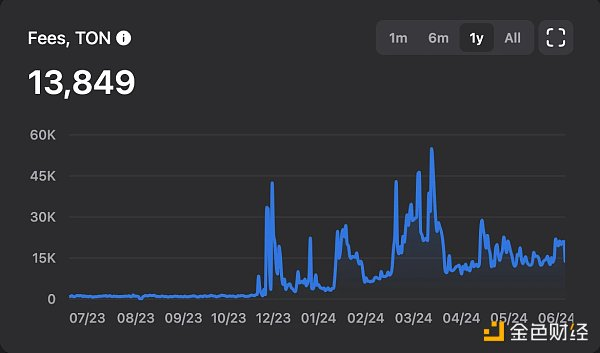 Fees, TON
1m 6m 1y All
13,849
60K
45K
30K
15K
0
07/23 08/23 09/23 10/23 12/23 01/24 02/24 03/24 04/24 05/24 06/24
金色财经